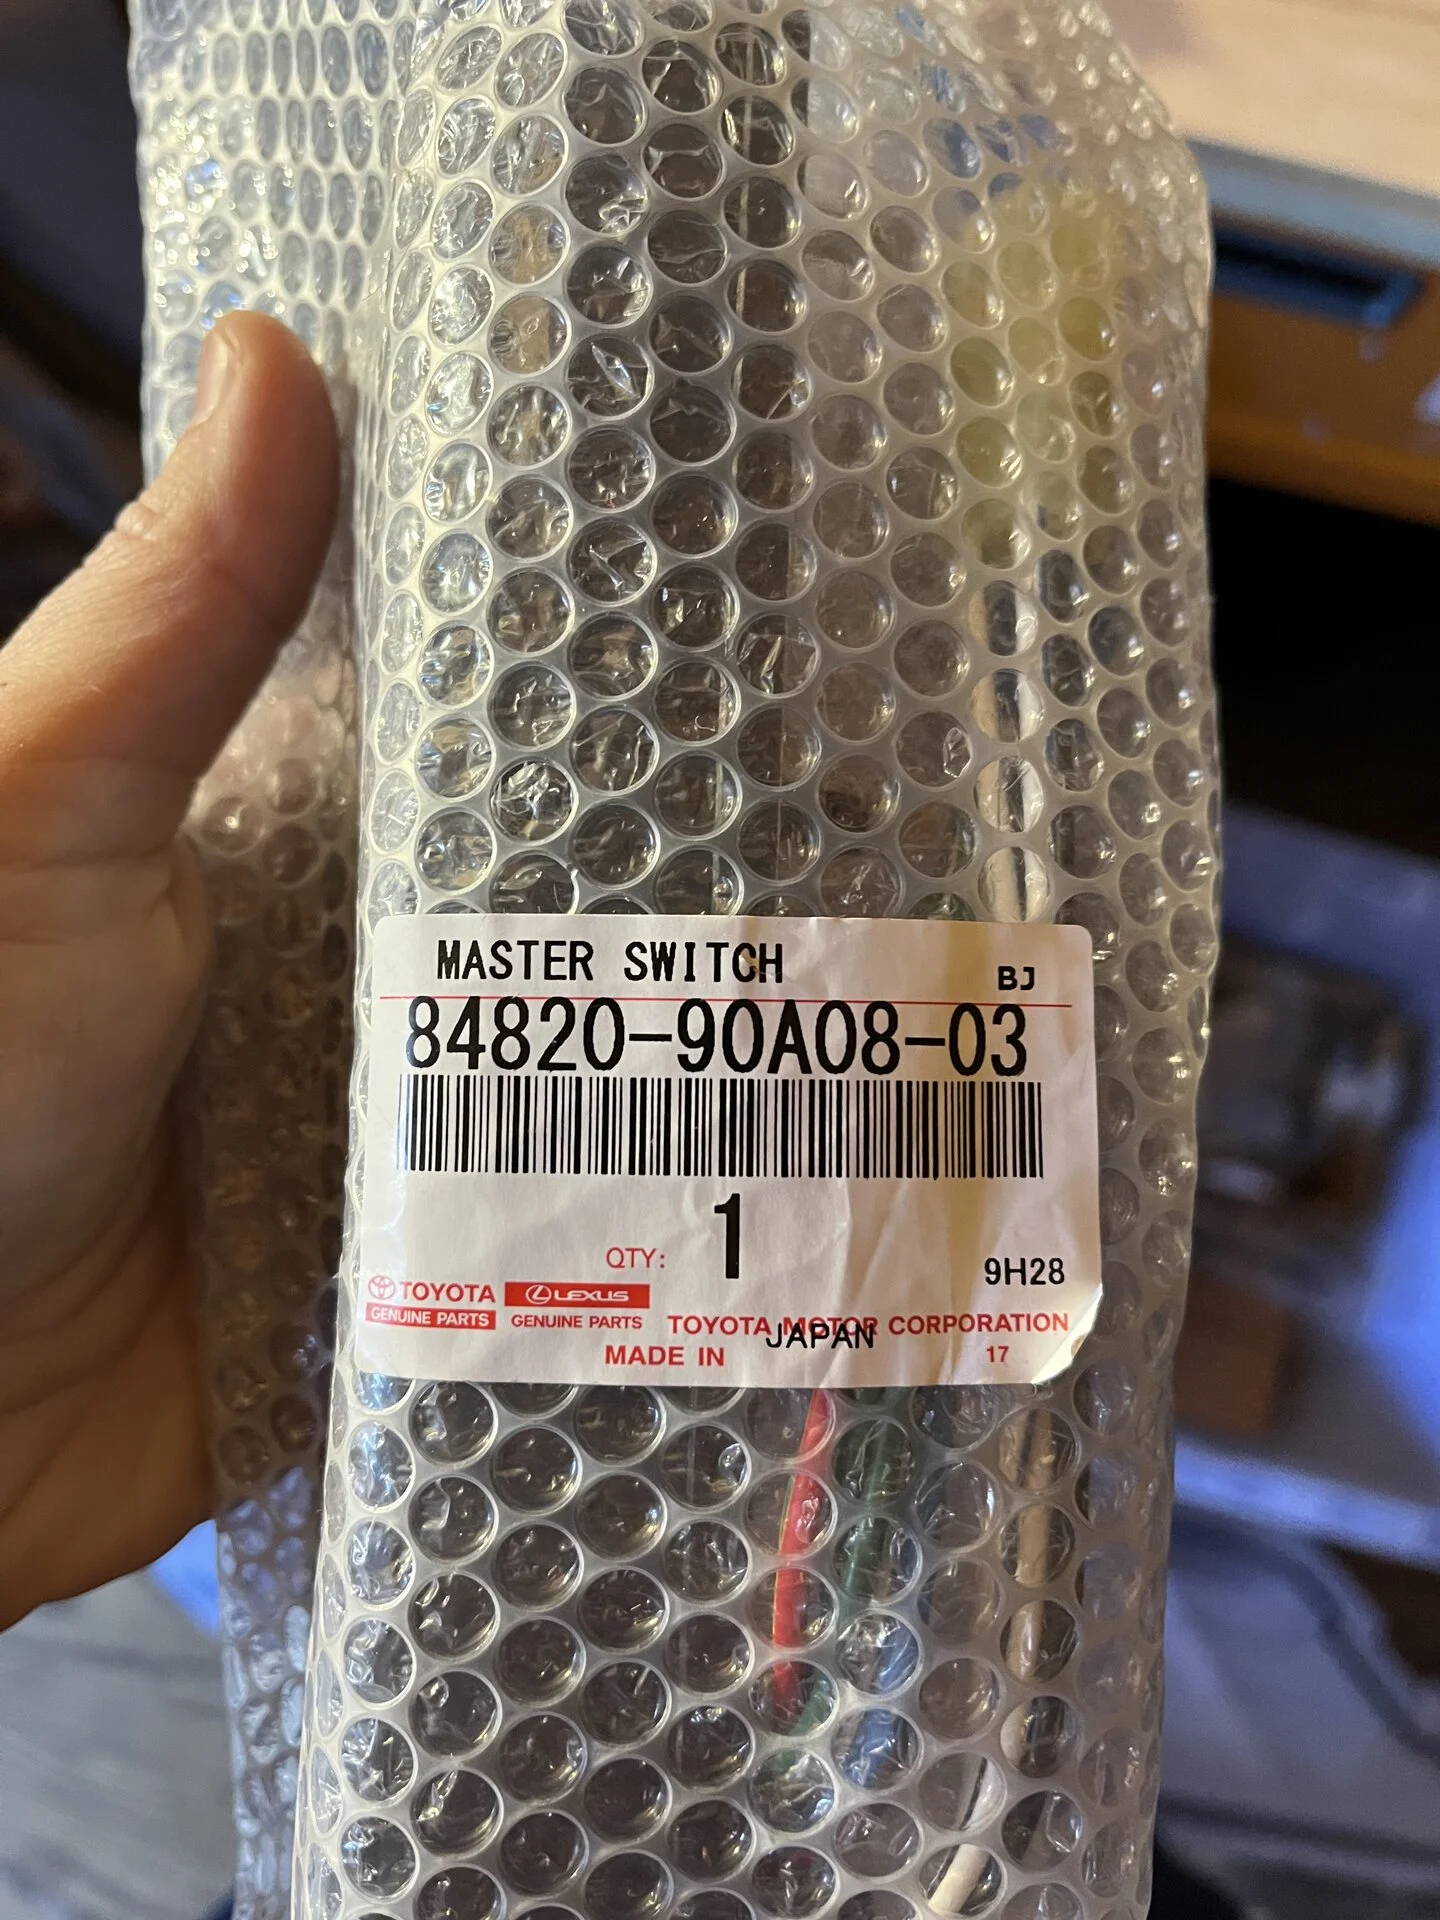 MASTER SWITCH
BJ
84820-90A08-03
1
QTY:
9H28
TOYOTA LEXUS
GENUINE PARTS GENUINE PARTS TOYOTA MOTOR CORPORATION
MADE IN JAPAN 17